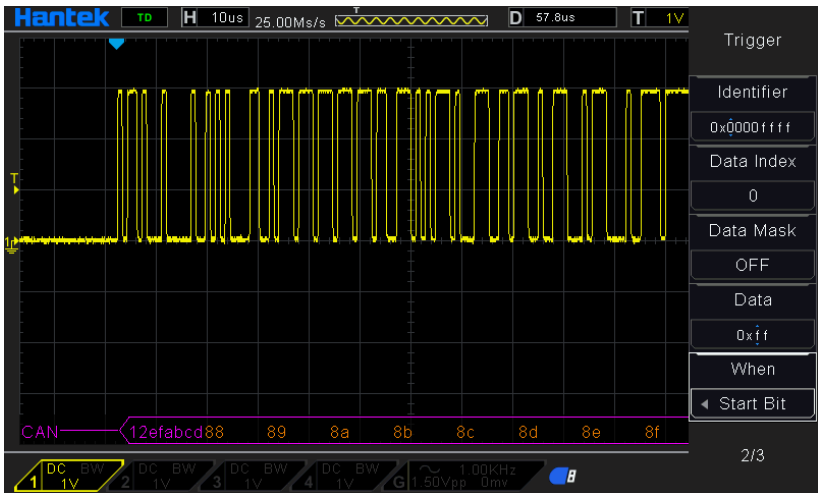 Hantek TD H 10us 25.00Ms/s T D 57.8us T 1V
Trigger
Identifier
0x0000ffff
Data Index
0
Data Mask
OFF
Data
0xff
When
Start Bit
2/3
T
1
CAN 12efabcd88 89 8a 8b 8c 8d 8e 8f
1 DC BW 1V
2 DC BW 1V
3 DC BW 1V
4 DC BW 1V
G 1.00KHz 1.50Vpp 0mv